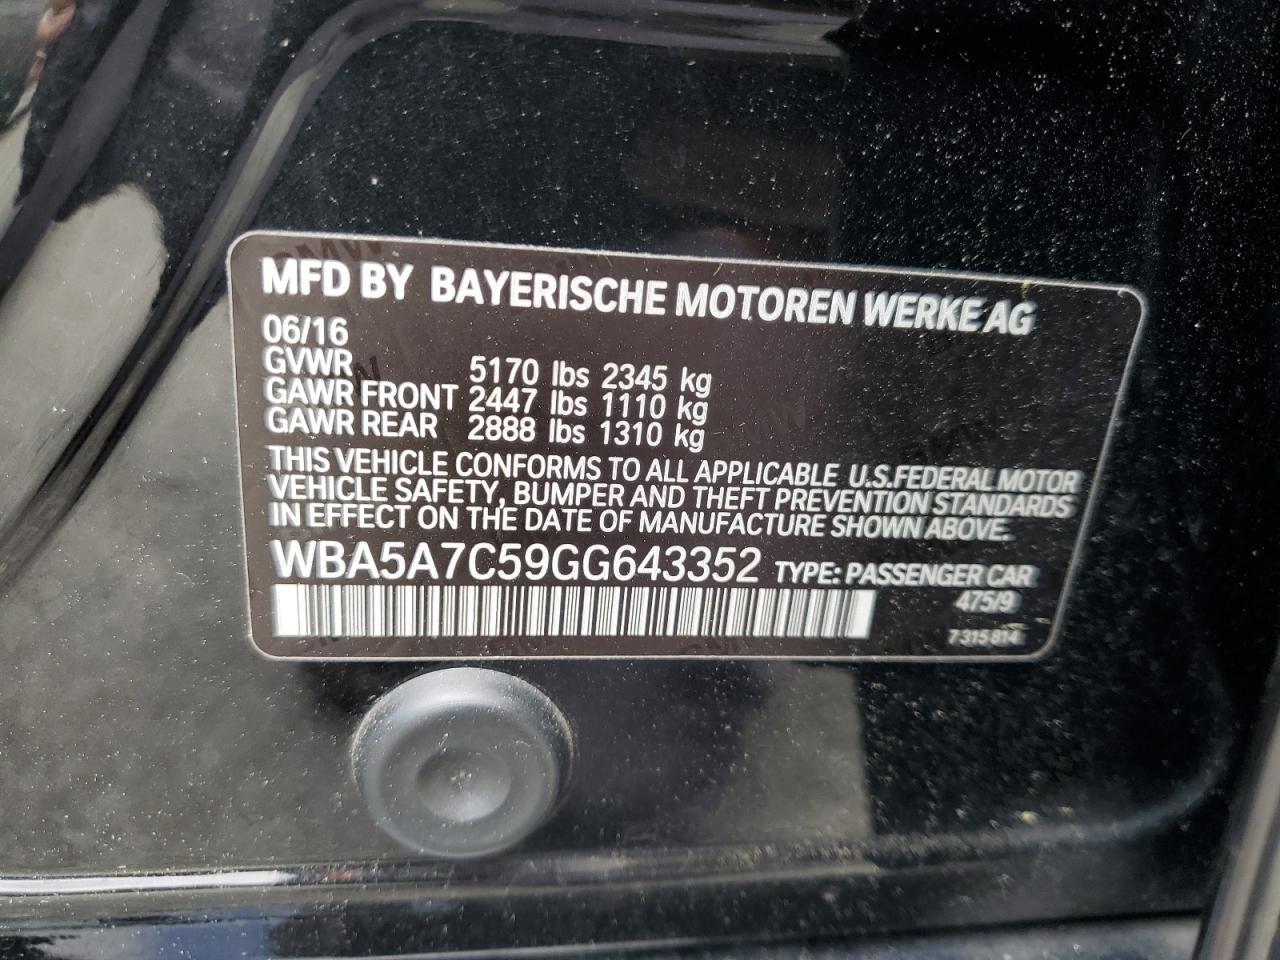 MFD BY BAYERISCHE MOTOREN WERKE AG
06/16
GVWR 5170 lbs 2345 kg
GAWR FRONT 2447 lbs 1110 kg
GAWR REAR 2888 lbs 1310 kg
THIS VEHICLE CONFORMS TO ALL APPLICABLE U.S.FEDERAL MOTOR
VEHICLE SAFETY, BUMPER AND THEFT PREVENTION STANDARDS
IN EFFECT ON THE DATE OF MANUFACTURE SHOWN ABOVE.
WBA5A7C59GG643352 TYPE: PASSENGER CAR
475/9
7 315 814